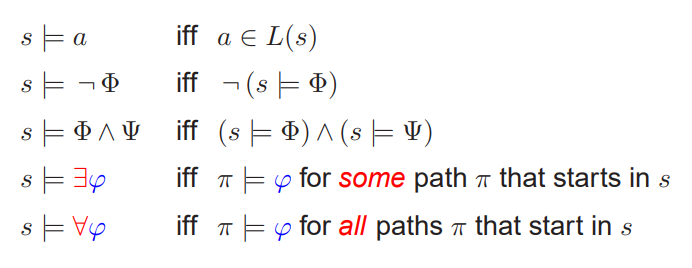 s ⊨ a iff a ∈ L(s)
s ⊨ ¬ Φ iff ¬ (s ⊨ Φ)
s ⊨ Φ ∧ Ψ iff (s ⊨ Φ) ∧ (s ⊨ Ψ)
s ⊨ ∃φ iff π ⊨ φ for some path π that starts in s
s ⊨ ∀φ iff π ⊨ φ for all paths π that start in s